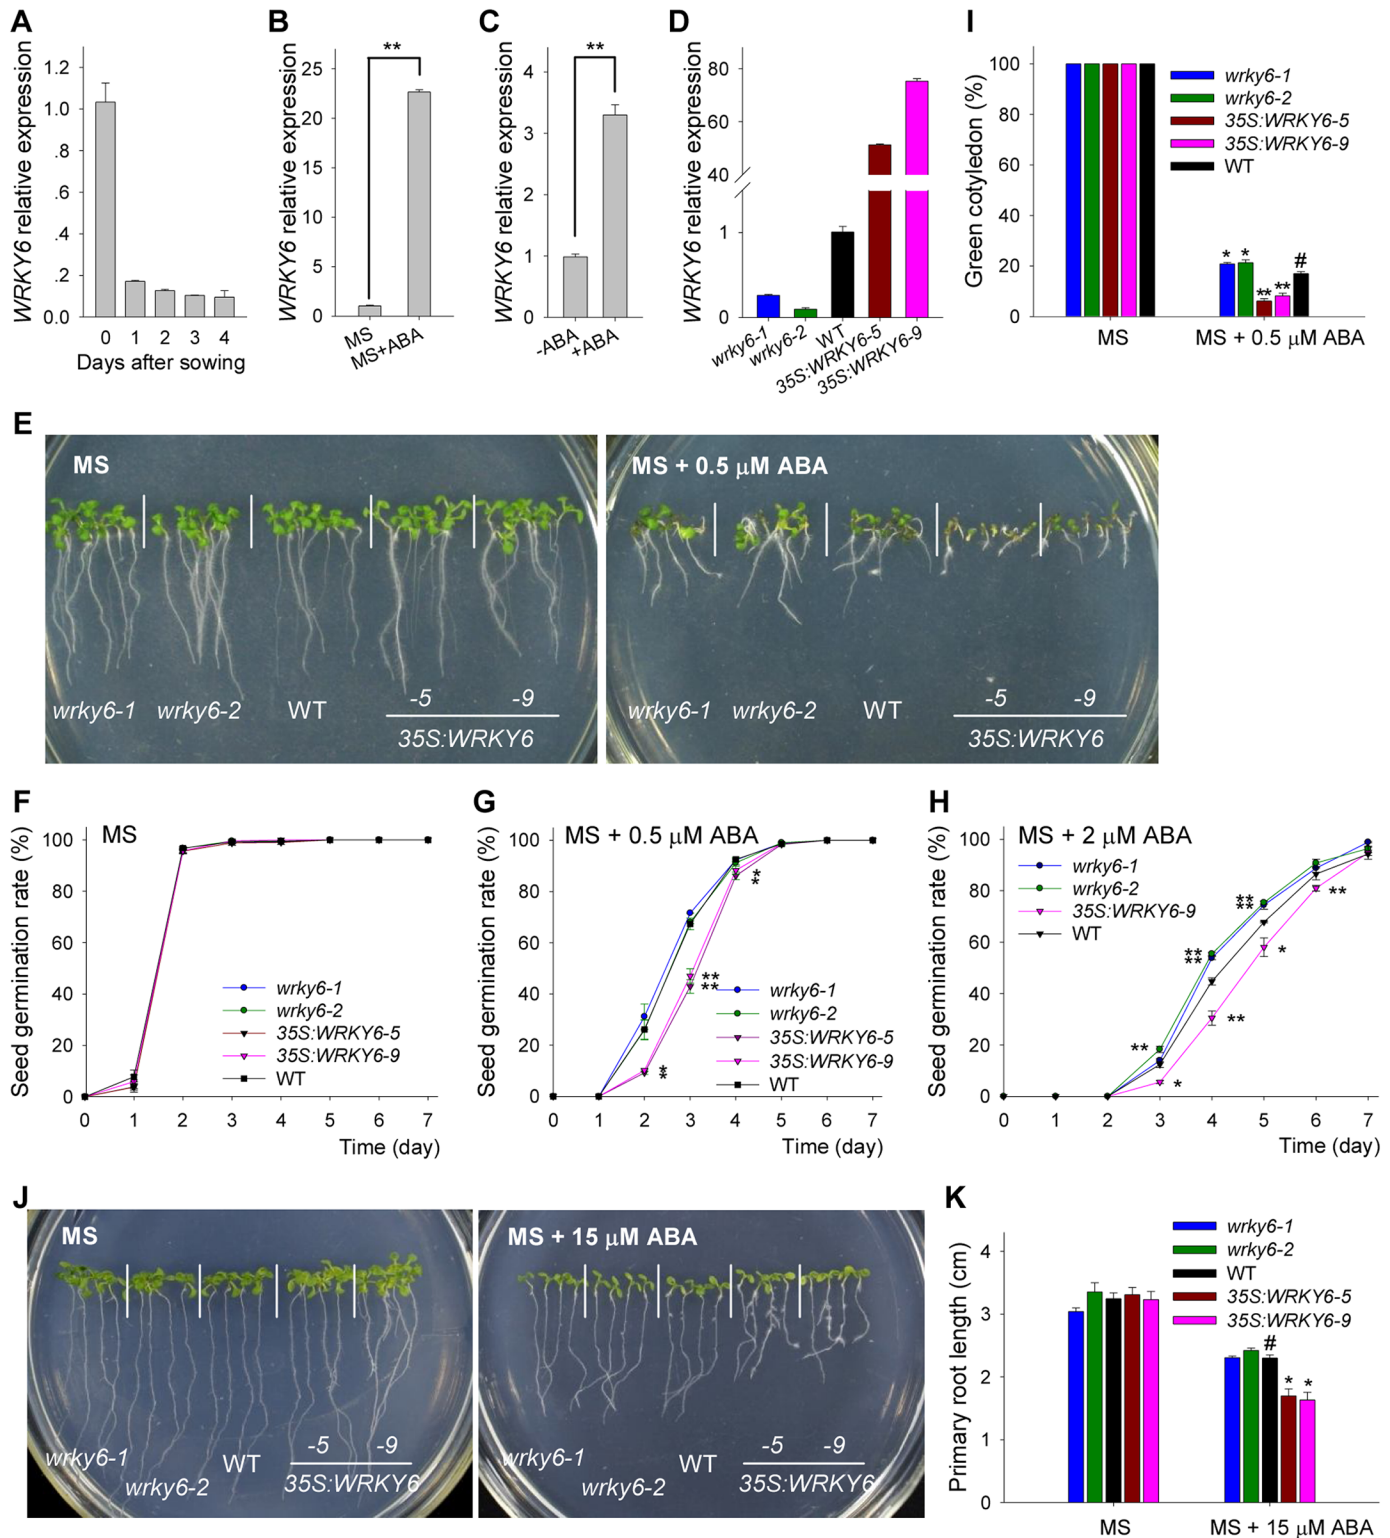 A
WRKY6 relative expression
1.2
1.0
.8
.6
.4
.2
0.0
0 1 2 3 4
Days after sowing
B
WRKY6 relative expression
**
25
20
15
10
5
0
MS
MS+ABA
C
WRKY6 relative expression
**
4
3
2
1
0
-ABA
+ABA
D
WRKY6 relative expression
80
60
40
1
0
wrky6-1
wrky6-2
WT
35S:WRKY6-5
35S:WRKY6-9
I
Green cotyledon (%)
100
80
60
40
20
0
wrky6-1
wrky6-2
35S:WRKY6-5
35S:WRKY6-9
WT
* * ** ** #
MS
MS + 0.5 μM ABA
E
MS
wrky6-1 wrky6-2 WT -5 -9
35S:WRKY6
MS + 0.5 μM ABA
wrky6-1 wrky6-2 WT -5 -9
35S:WRKY6
F
MS
Seed germination rate (%)
100
80
60
40
20
0
wrky6-1
wrky6-2
35S:WRKY6-5
35S:WRKY6-9
WT
0 1 2 3 4 5 6 7
Time (day)
G
MS + 0.5 μM ABA
Seed germination rate (%)
100
80
60
40
20
0
*
*
**
**
*
*
wrky6-1
wrky6-2
35S:WRKY6-5
35S:WRKY6-9
WT
0 1 2 3 4 5 6 7
Time (day)
H
MS + 2 μM ABA
Seed germination rate (%)
100
80
60
40
20
0
wrky6-1
wrky6-2
35S:WRKY6-9
WT
**
**
**
**
**
**
*
**
*
0 1 2 3 4 5 6 7
Time (day)
J
MS
wrky6-1
wrky6-2
WT
-5 -9
35S:WRKY6
MS + 15 μM ABA
wrky6-1
wrky6-2
WT
-5 -9
35S:WRKY6
K
Primary root length (cm)
4
3
2
1
0
wrky6-1
wrky6-2
WT
35S:WRKY6-5
35S:WRKY6-9
# * *
MS
MS + 15 μM ABA